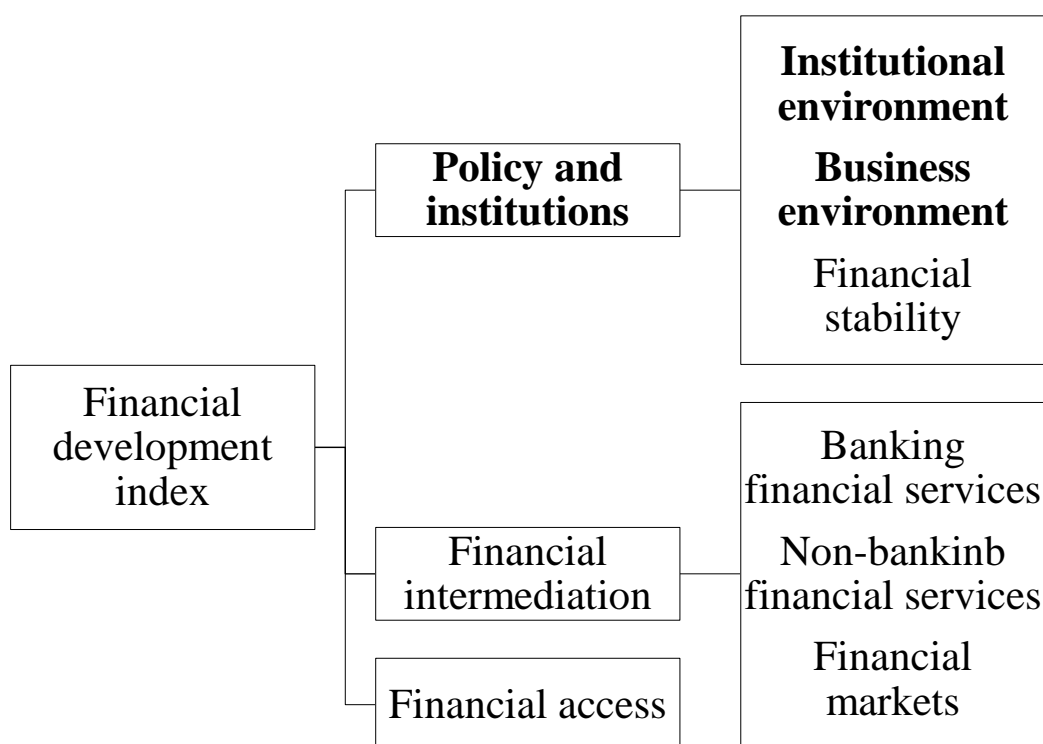 Financial
development
index
Policy and
institutions
Institutional
environment
Business
environment
Financial
stability
Financial
intermediation
Banking
financial services
Non-bankinb
financial services
Financial
markets
Financial access